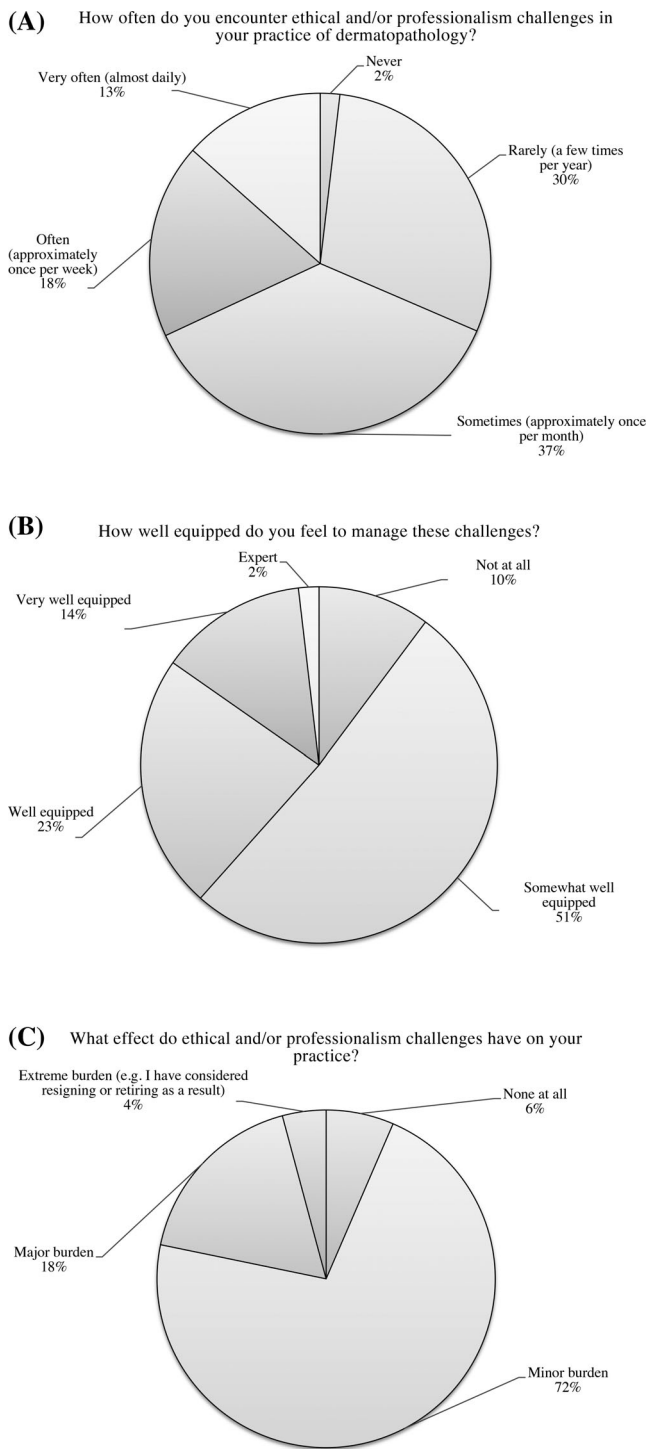 (A)
How often do you encounter ethical and/or professionalism challenges in
your practice of dermatopathology?
Never
2%
Very often (almost daily)
13%
Rarely (a few times
per year)
30%
Often
(approximately
once per week)
18%
Sometimes (approximately once
per month)
37%
(B)
How well equipped do you feel to manage these challenges?
Expert
2%
Not at all
10%
Very well equipped
14%
Well equipped
23%
Somewhat well
equipped
51%
(C)
What effect do ethical and/or professionalism challenges have on your
practice?
Extreme burden (e.g. I have considered
resigning or retiring as a result)
4%
None at all
6%
Major burden
18%
Minor burden
72%